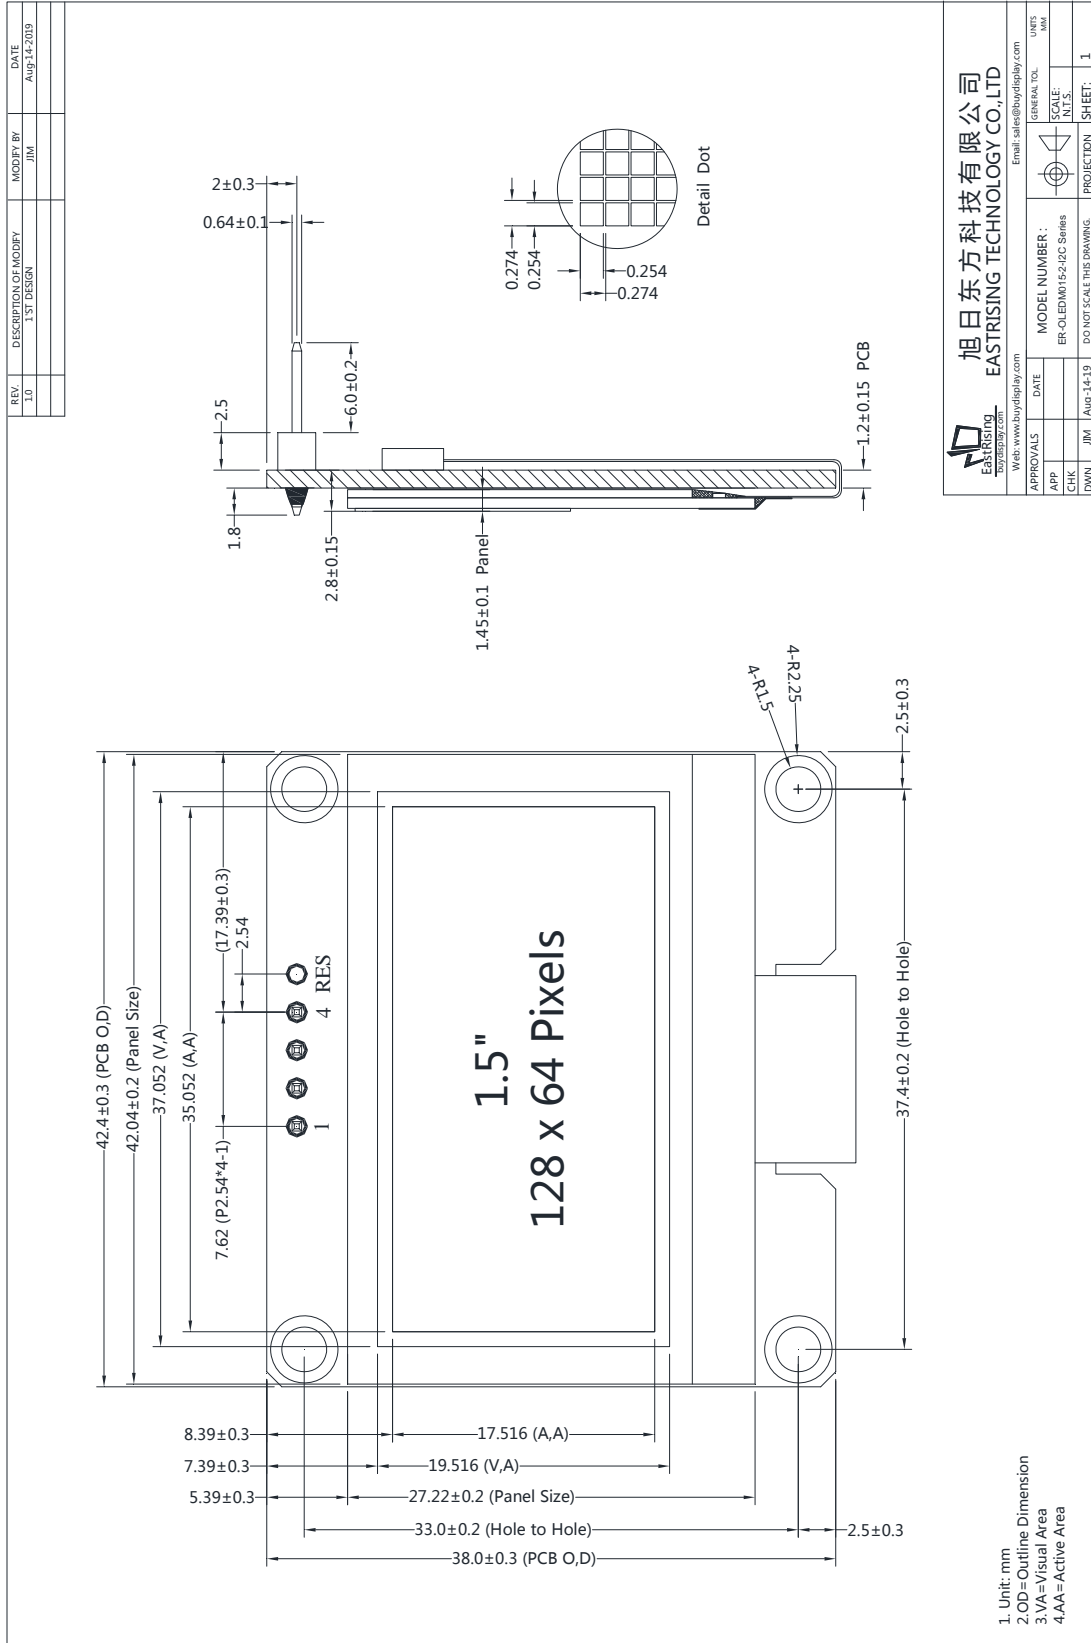 REV.
DESCRIPTION OF MODIFY
MODIFY BY
DATE
1.0
1'ST DESIGN
JIM
Aug-14-2019
42.4±0.3 (PCB O,D)
42.04±0.2 (Panel Size)
37.052 (V,A)
35.052 (A,A)
7.62 (P2.54*4-1)
(17.39±0.3)
2.54
1
4
RES
1.5"
128 x 64 Pixels
8.39±0.3
17.516 (A,A)
7.39±0.3
19.516 (V,A)
5.39±0.3
27.22±0.2 (Panel Size)
33.0±0.2 (Hole to Hole)
2.5±0.3
38.0±0.3 (PCB O,D)
37.4±0.2 (Hole to Hole)
2.5±0.3
4-R1.5
4-R2.25
1.8
2.5
2.8±0.15
6.0±0.2
0.64±0.1
2±0.3
1.45±0.1 Panel
1.2±0.15 PCB
0.274
0.254
0.254
0.274
Detail Dot
1. Unit: mm
2.OD=Outline Dimension
3.VA=Visual Area
4.AA=Active Area
EastRising
buydisplay.com
旭日东方科技有限公司
EASTRISING TECHNOLOGY CO.,LTD
Web: www.buydisplay.com
Email: sales@buydisplay.com
APPROVALS
DATE
MODEL NUMBER :
ER-OLEDM015-2-I2C Series
GENERAL TOL.
UNITS
MM
APP
CHK
SCALE:
N.T.S.
DWN
JIM
Aug-14-19
DO NOT SCALE THIS DRAWING.
PROJECTION
SHEET:
1